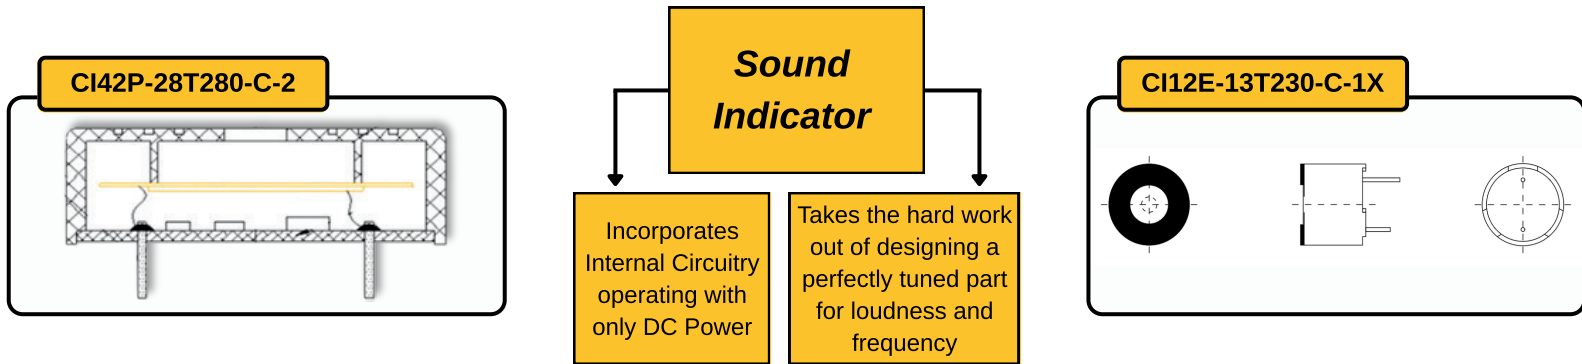 CI42P-28T280-C-2
Sound
Indicator
CI12E-13T230-C-1X
Incorporates
Internal Circuitry
operating with
only DC Power
Takes the hard work
out of designing a
perfectly tuned part
for loudness and
frequency